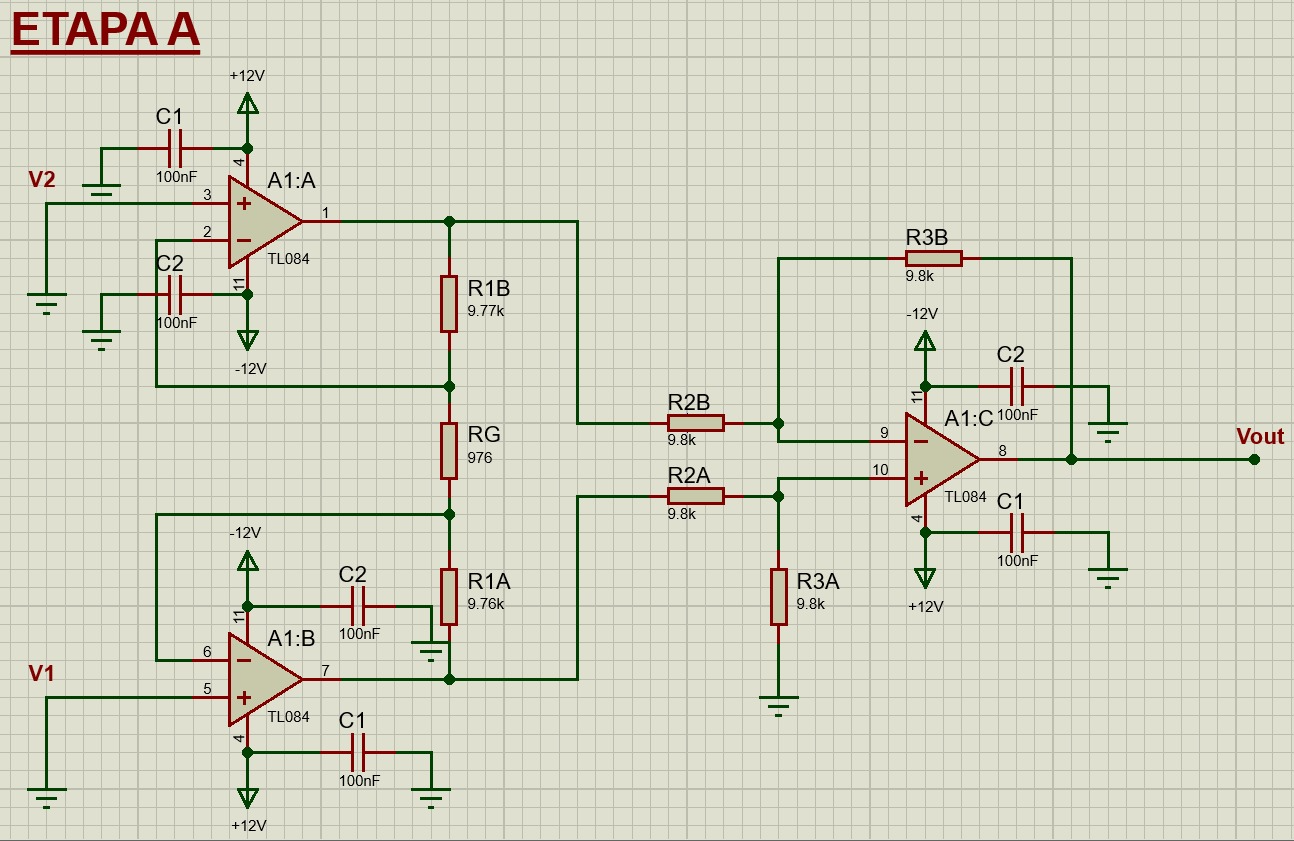 ETAPA A
+12V
C1
100nF
4
V2
3
A1:A
1
2
TL084
C2
100nF
11
-12V
R1B
9.77k
RG
976
R3B
9.8k
-12V
C2
100nF
11
R2B
9.8k
A1:C
9
8
Vout
10
TL084
R2A
9.8k
C1
100nF
4
+12V
-12V
C2
100nF
11
R1A
9.76k
R3A
9.8k
A1:B
6
7
V1
5
TL084
C1
100nF
4
+12V